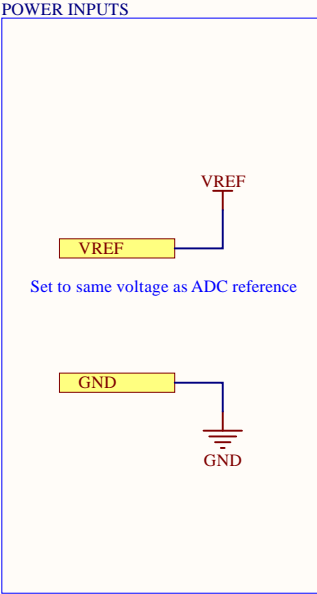 POWER INPUTS
VREF
VREF
Set to same voltage as ADC reference
GND
GND